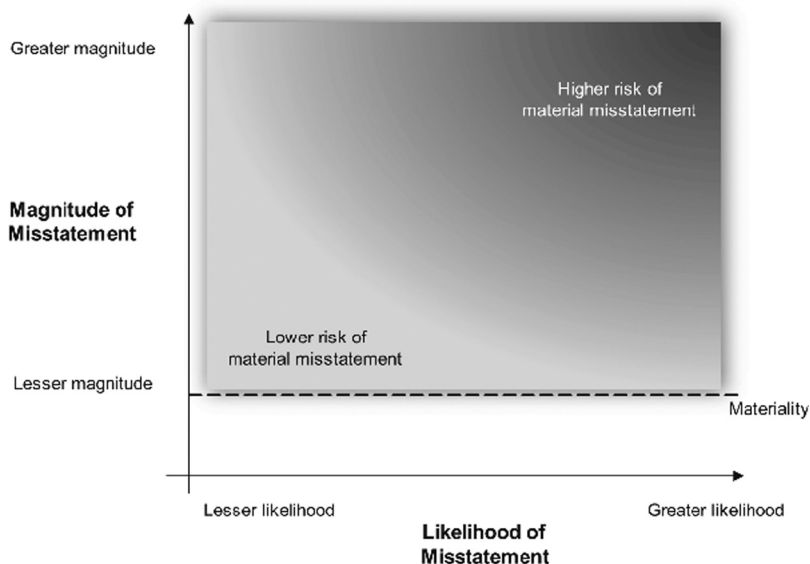 Greater magnitude
Higher risk of
material misstatement
Magnitude of
Misstatement
Lower risk of
material misstatement
Lesser magnitude
Materiality
Lesser likelihood
Greater likelihood
Likelihood of
Misstatement